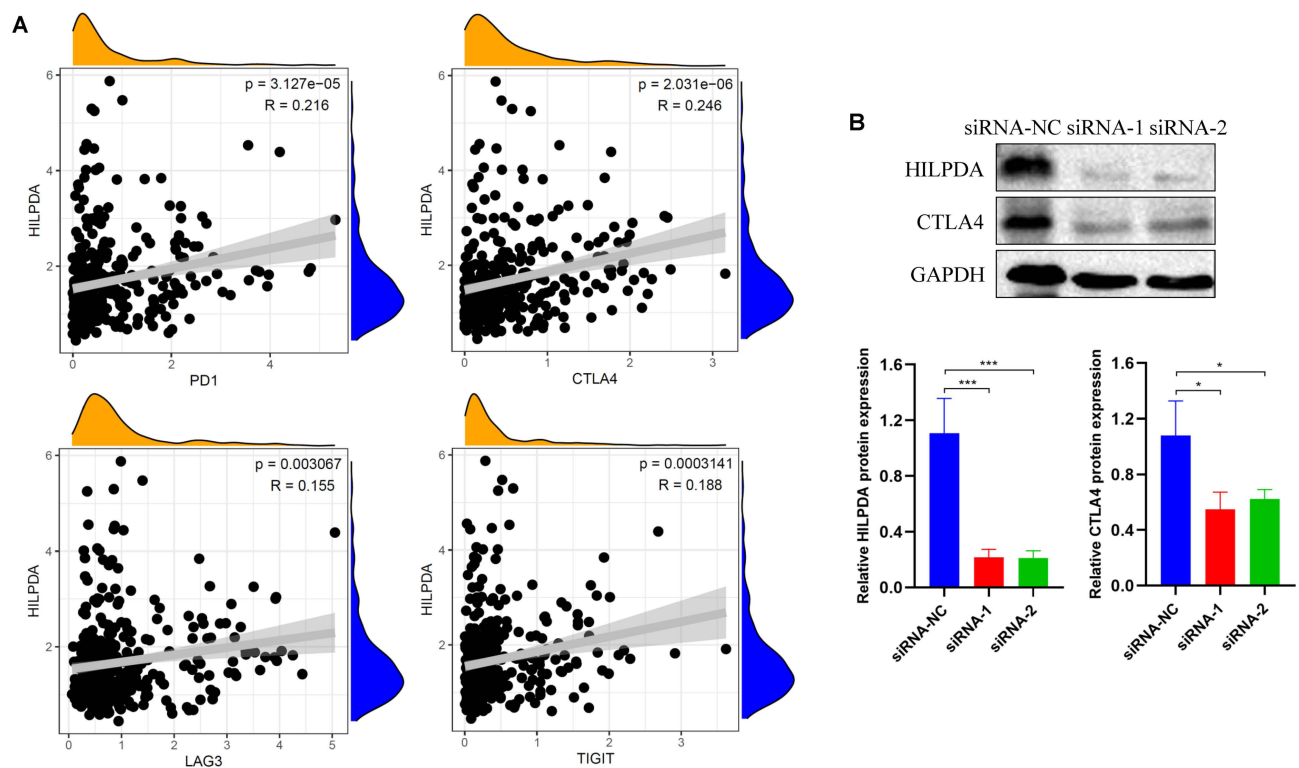 A
p = 3.127e-05
R = 0.216
HILPDA
6
4
2
0
2
4
PD1
p = 2.031e-06
R = 0.246
HILPDA
6
4
2
0
1
2
3
CTLA4
p = 0.003067
R = 0.155
HILPDA
6
4
2
0
1
2
3
4
5
LAG3
p = 0.0003141
R = 0.188
HILPDA
6
4
2
0
1
2
3
TIGIT
B
siRNA-NC siRNA-1 siRNA-2
HILPDA
CTLA4
GAPDH
Relative HILPDA protein expression
1.6
1.2
0.8
0.4
0.0
***
***
siRNA-NC
siRNA-1
siRNA-2
Relative CTLA4 protein expression
1.6
1.2
0.8
0.4
0.0
*
*
siRNA-NC
siRNA-1
siRNA-2